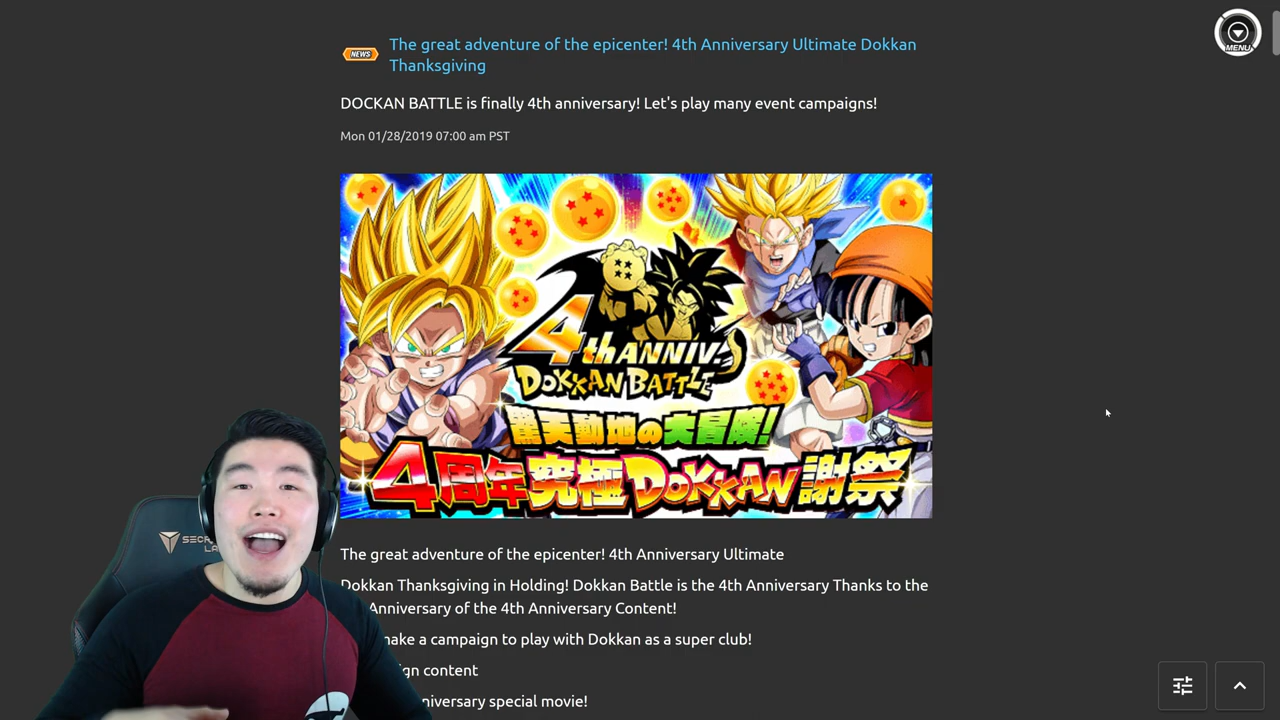 The great adventure of the epicenter! 4th Anniversary Ultimate Dokkan
NEWS
Thanksgiving
MENU
DOCKAN BATTLE is finally 4th anniversary! Let's play many event campaigns!
Mon 01/28/2019 07:00 am PST
4th ANNIV.
DOKKAN BATTLE
驚天動地の大冒険!
4周年究極DOKKAN謝祭
The great adventure of the epicenter! 4th Anniversary Ultimate
Dokkan Thanksgiving in Holding! Dokkan Battle is the 4th Anniversary Thanks to the
Anniversary of the 4th Anniversary Content!
make a campaign to play with Dokkan as a super club!
content
anniversary special movie!